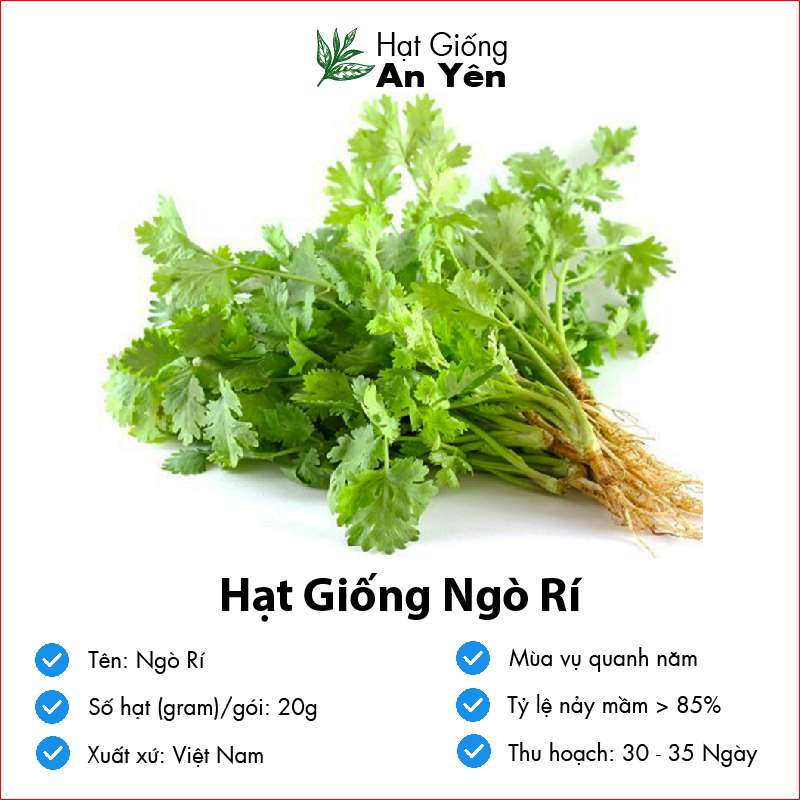 Hạt Giống
An Yên
Hạt Giống Ngò Rí
Tên: Ngò Rí
Số hạt (gram)/gói: 20g
Xuất xứ: Việt Nam
Mùa vụ quanh năm
Tỷ lệ nảy mầm > 85%
Thu hoạch: 30 - 35 Ngày